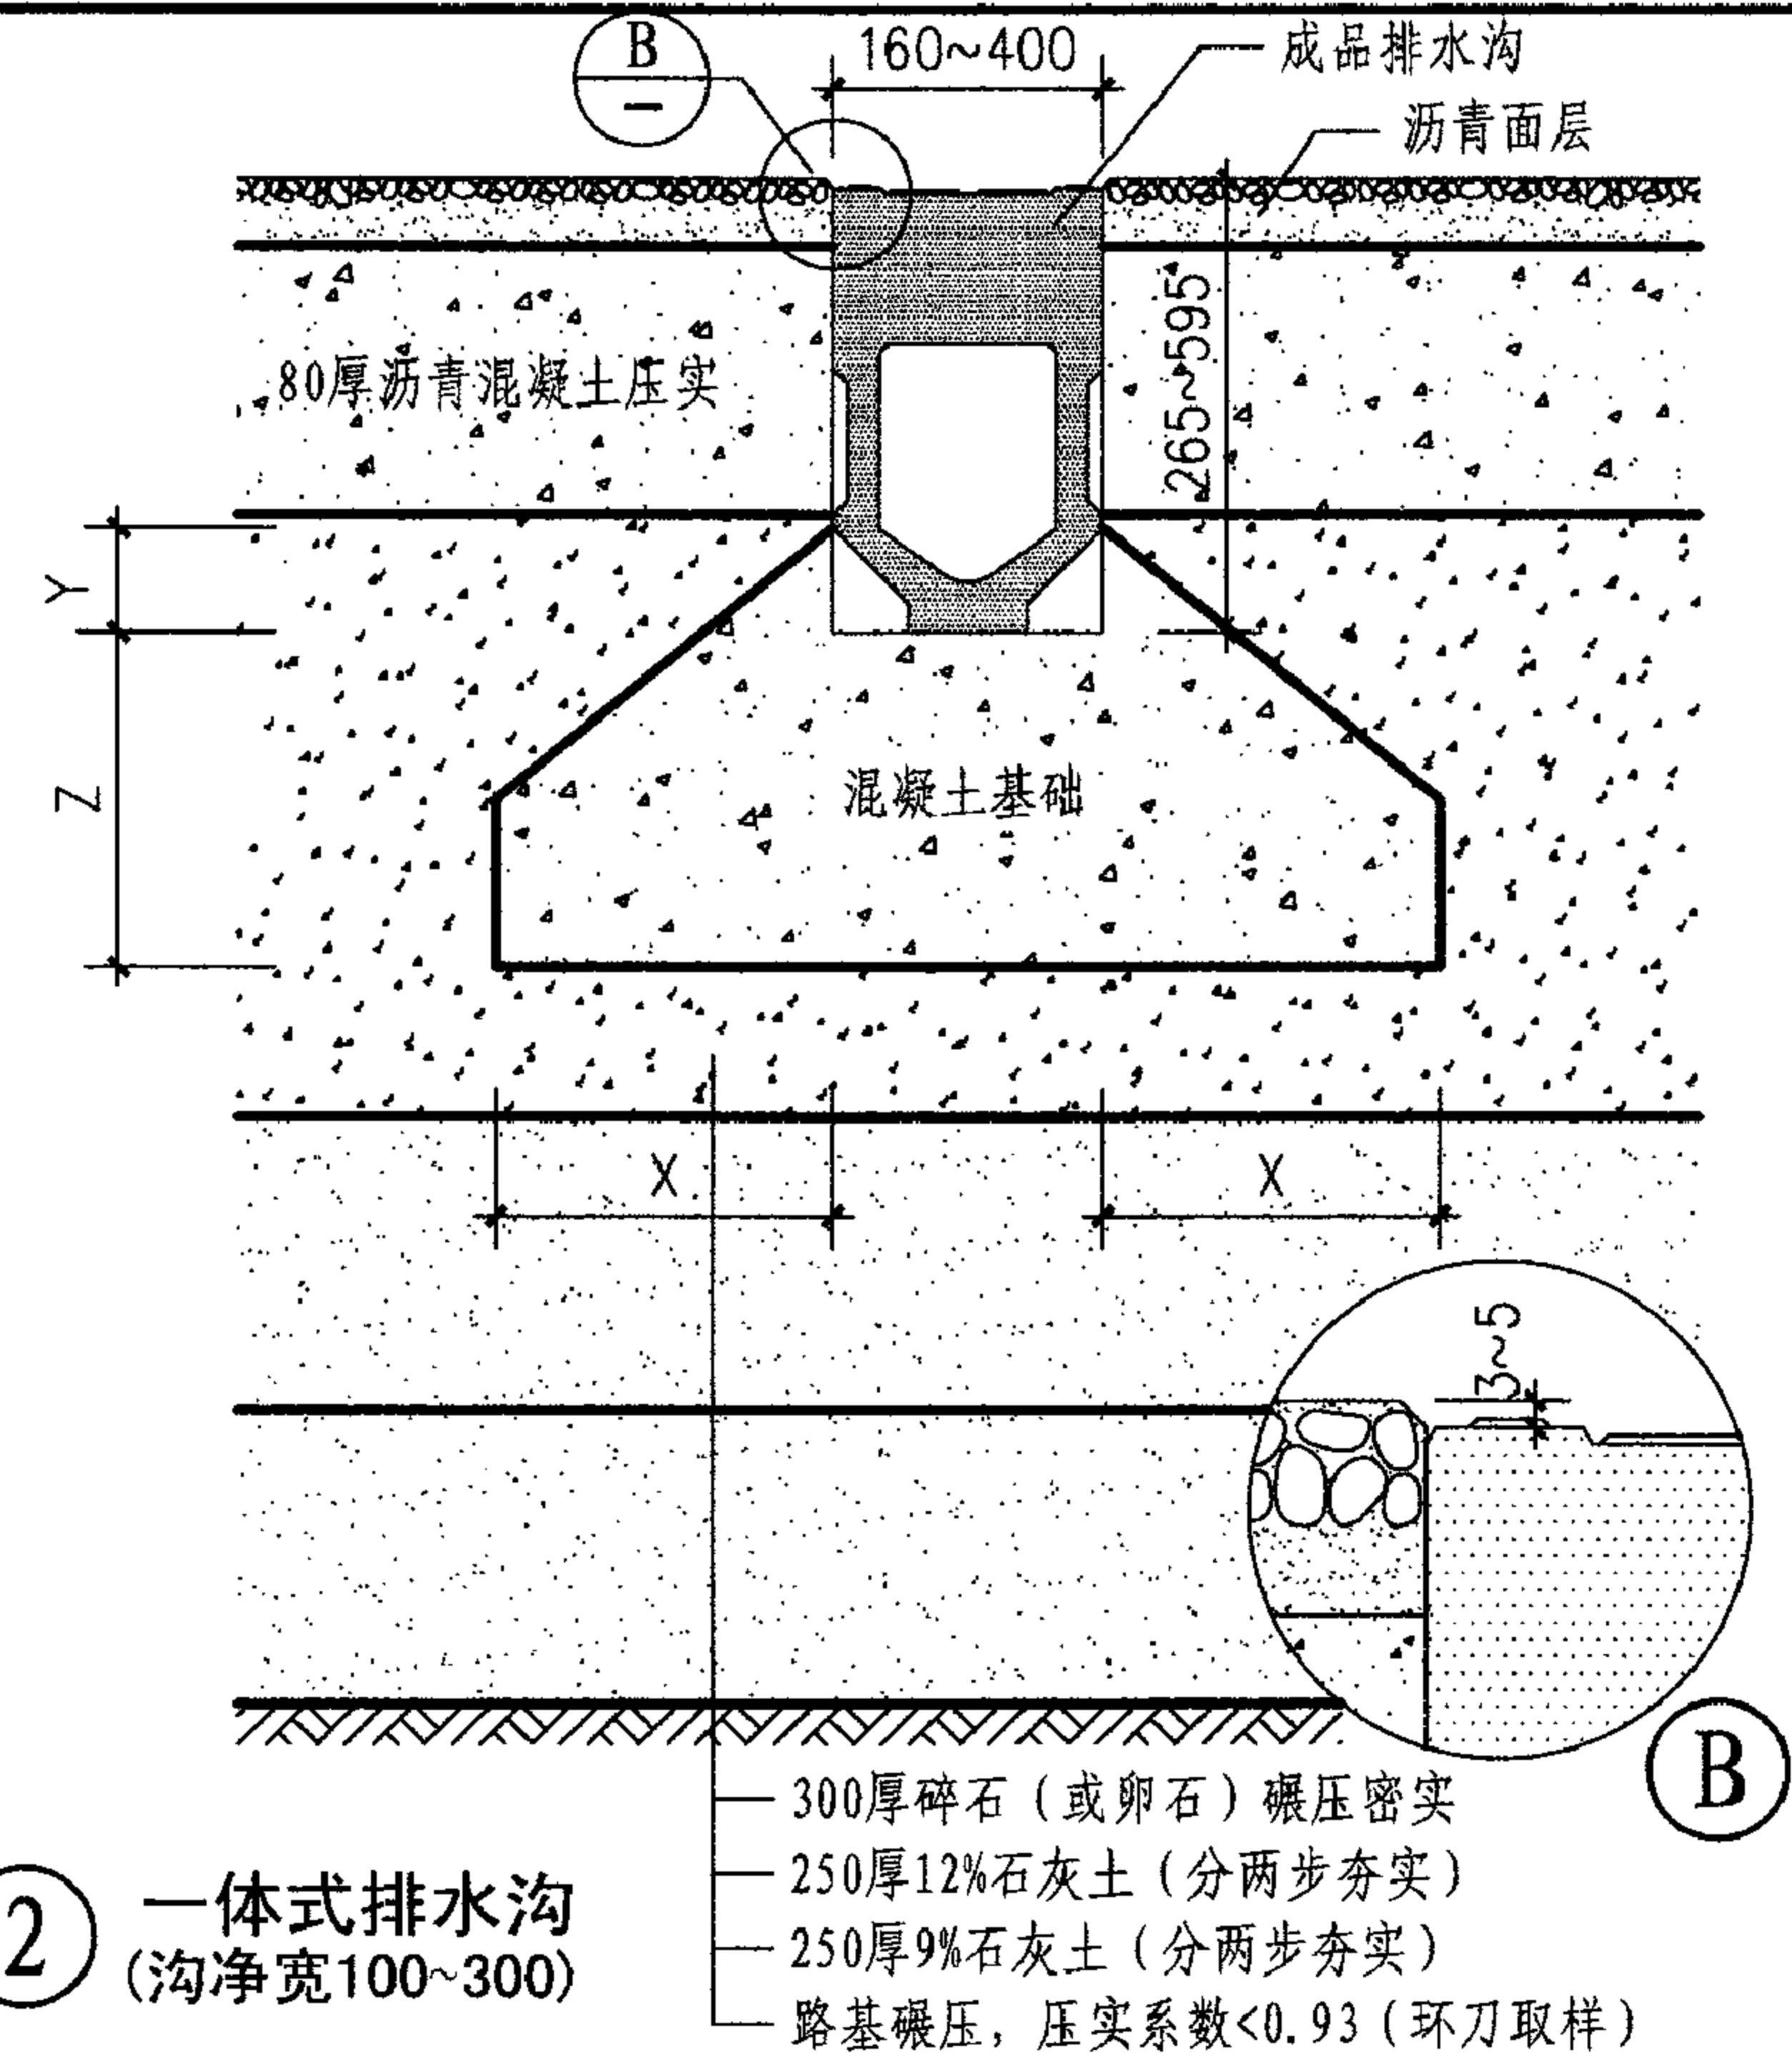 B
—
160~400
成品排水沟
沥青面层
80厚沥青混凝土压实
265~595
Y
Z
混凝土基础
X
X
3~5
B
300厚碎石（或卵石）碾压密实
250厚12%石灰土（分两步夯实）
250厚9%石灰土（分两步夯实）
路基碾压，压实系数<0.93（环刀取样）
2
一体式排水沟
(沟净宽100~300)